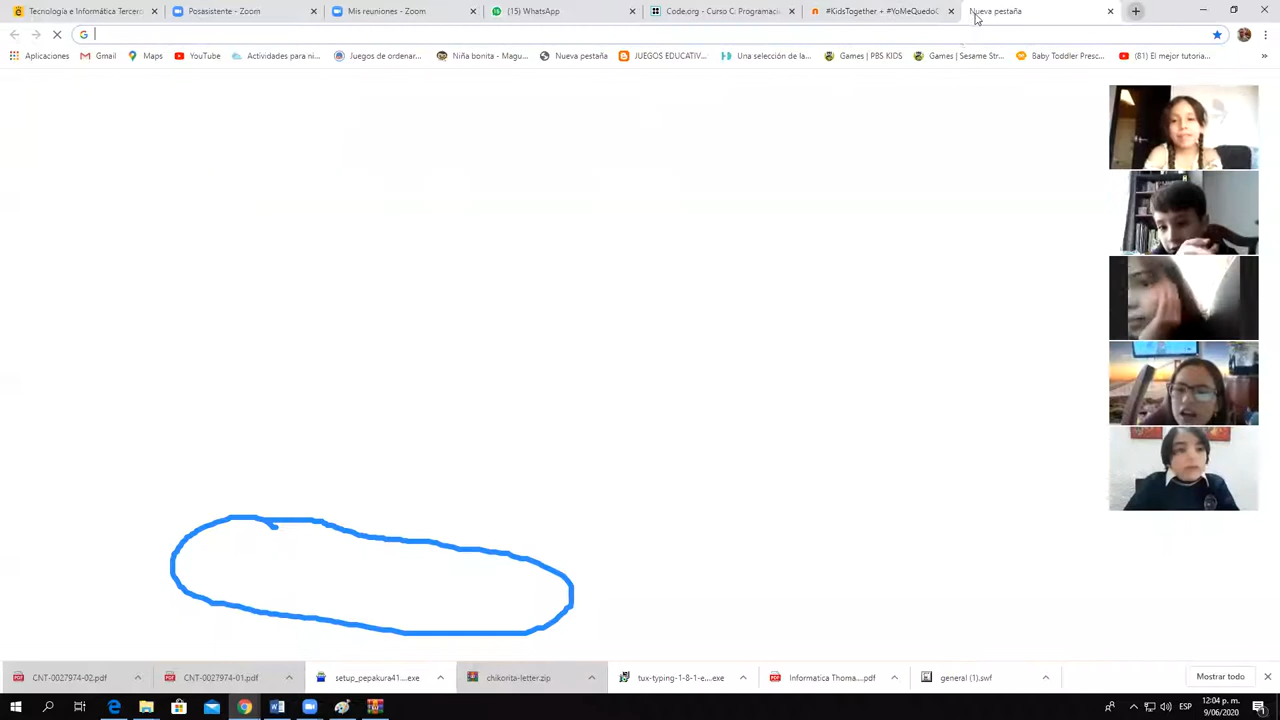 Tecnología e Informática Tercero
Posasistente - Zoom
Mis reuniones - Zoom
(15) WhatsApp
Code.org - Curso C: Programaci
#KidsTogether + #YoMeQuedoC
Nueva pestaña
Aplicaciones
Gmail
Maps
YouTube
Actividades para ni...
Juegos de ordenar...
Niña bonita - Magu...
Nueva pestaña
JUEGOS EDUCATIV...
Una selección de la...
Games | PBS KIDS
Games | Sesame Str...
Baby Toddler Presc...
(81) El mejor tutoria...
CNT-0027974-02.pdf
CNT-0027974-01.pdf
setup_pepakura41....exe
chikorita-letter.zip
tux-typing-1-8-1-e....exe
Informatica Thoma....pdf
general (1).swf
Mostrar todo
ESP
12:04 p. m.
9/06/2020